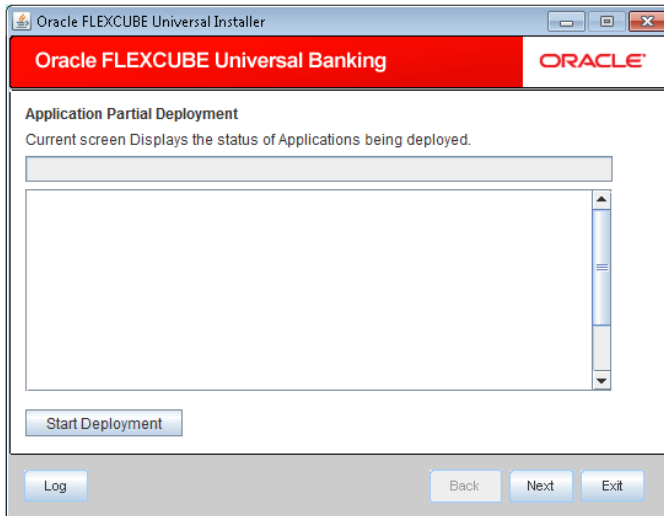 Oracle FLEXCUBE Universal Installer
Oracle FLEXCUBE Universal Banking
ORACLE
Application Partial Deployment
Current screen Displays the status of Applications being deployed.
Start Deployment
Log
Back
Next
Exit